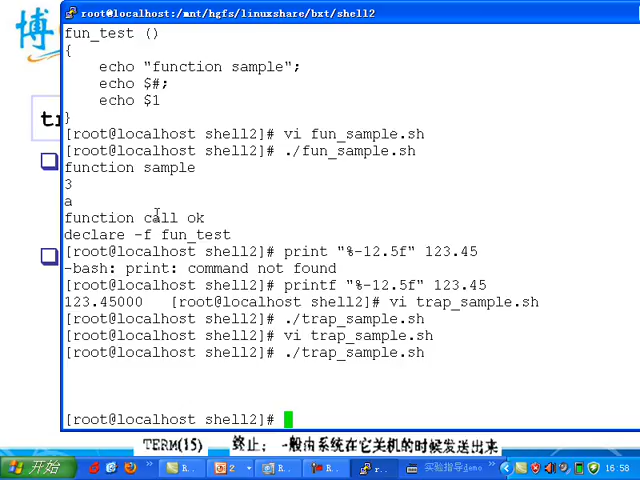 root@localhost:/mnt/hgfs/linuxshare/bxt/shell2
博
fun_test ()
{
echo "function sample";
echo $#;
echo $1
}
tr
[root@localhost shell2]# vi fun_sample.sh
[root@localhost shell2]# ./fun_sample.sh
function sample
3
a
function call ok
declare -f fun_test
[root@localhost shell2]# print "%-12.5f" 123.45
-bash: print: command not found
[root@localhost shell2]# printf "%-12.5f" 123.45
123.45000   [root@localhost shell2]# vi trap_sample.sh
[root@localhost shell2]# ./trap_sample.sh
[root@localhost shell2]# vi trap_sample.sh
[root@localhost shell2]# ./trap_sample.sh
[root@localhost shell2]#
TERM(15) 终止；一般由系统在它关机的时候发送出来
开始 R... 2 R... R... r... 实验指导demo 16:58